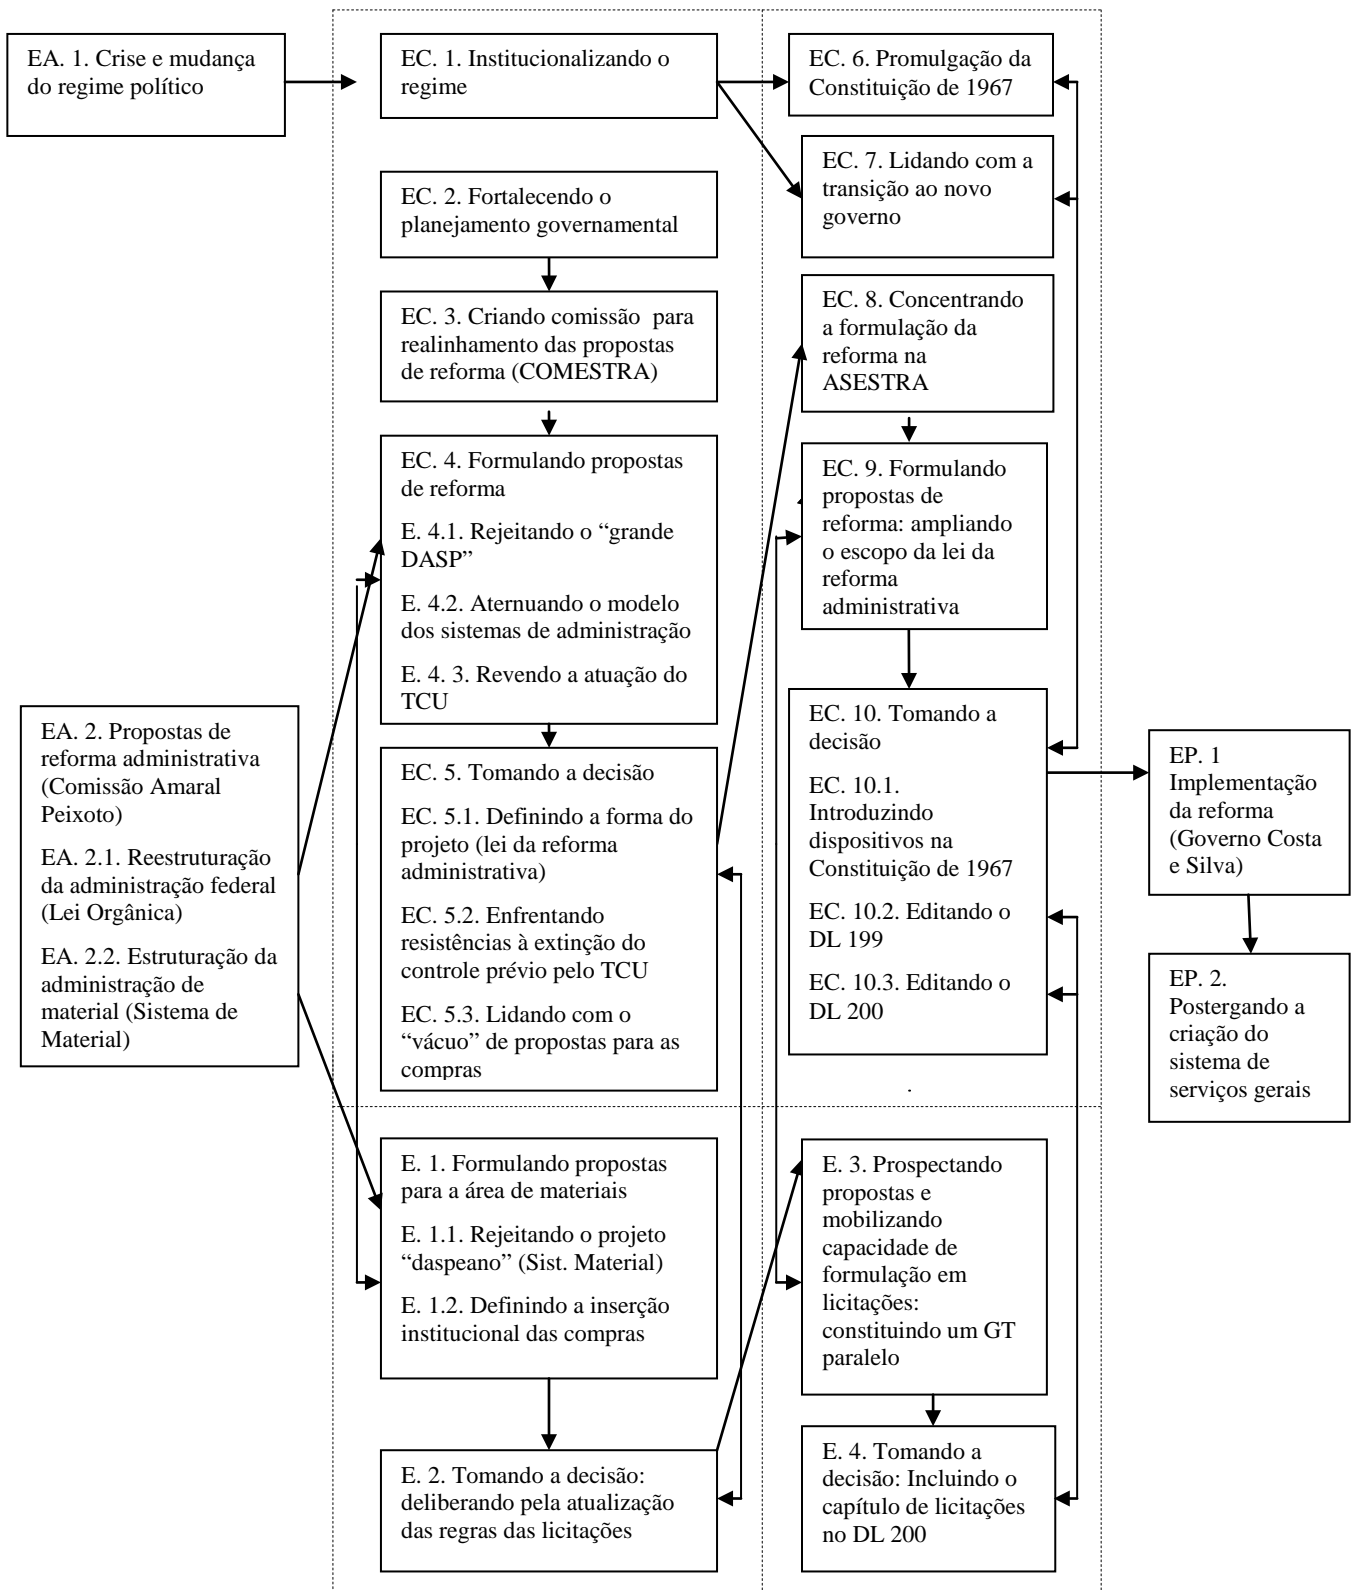 EA. 1. Crise e mudança
do regime político
EC. 1. Institucionalizando o
regime
EC. 6. Promulgação da
Constituição de 1967
EC. 7. Lidando com a
transição ao novo
governo
EC. 2. Fortalecendo o
planejamento governamental
EC. 3. Criando comissão para
realinhamento das propostas
de reforma (COMESTRA)
EC. 8. Concentrando
a formulação da
reforma na
ASESTRA
EC. 4. Formulando propostas
de reforma
E. 4.1. Rejeitando o “grande
DASP”
E. 4.2. Aternuando o modelo
dos sistemas de administração
E. 4. 3. Revendo a atuação do
TCU
EC. 9. Formulando
propostas de
reforma: ampliando
o escopo da lei da
reforma
administrativa
EA. 2. Propostas de
reforma administrativa
(Comissão Amaral
Peixoto)
EA. 2.1. Reestruturação
da administração federal
(Lei Orgânica)
EA. 2.2. Estruturação da
administração de
material (Sistema de
Material)
EC. 5. Tomando a decisão
EC. 5.1. Definindo a forma do
projeto (lei da reforma
administrativa)
EC. 5.2. Enfrentando
resistências à extinção do
controle prévio pelo TCU
EC. 5.3. Lidando com o
“vácuo” de propostas para as
compras
EC. 10. Tomando a
decisão
EC. 10.1.
Introduzindo
dispositivos na
Constituição de 1967
EC. 10.2. Editando o
DL 199
EC. 10.3. Editando o
DL 200
.
EP. 1
Implementação
da reforma
(Governo Costa
e Silva)
EP. 2.
Postergando a
criação do
sistema de
serviços gerais
E. 1. Formulando propostas
para a área de materiais
E. 1.1. Rejeitando o projeto
“daspeano” (Sist. Material)
E. 1.2. Definindo a inserção
institucional das compras
E. 3. Prospectando
propostas e
mobilizando
capacidade de
formulação em
licitações:
constituindo um GT
paralelo
E. 2. Tomando a decisão:
deliberando pela atualização
das regras das licitações
E. 4. Tomando a
decisão: Incluindo o
capítulo de licitações
no DL 200